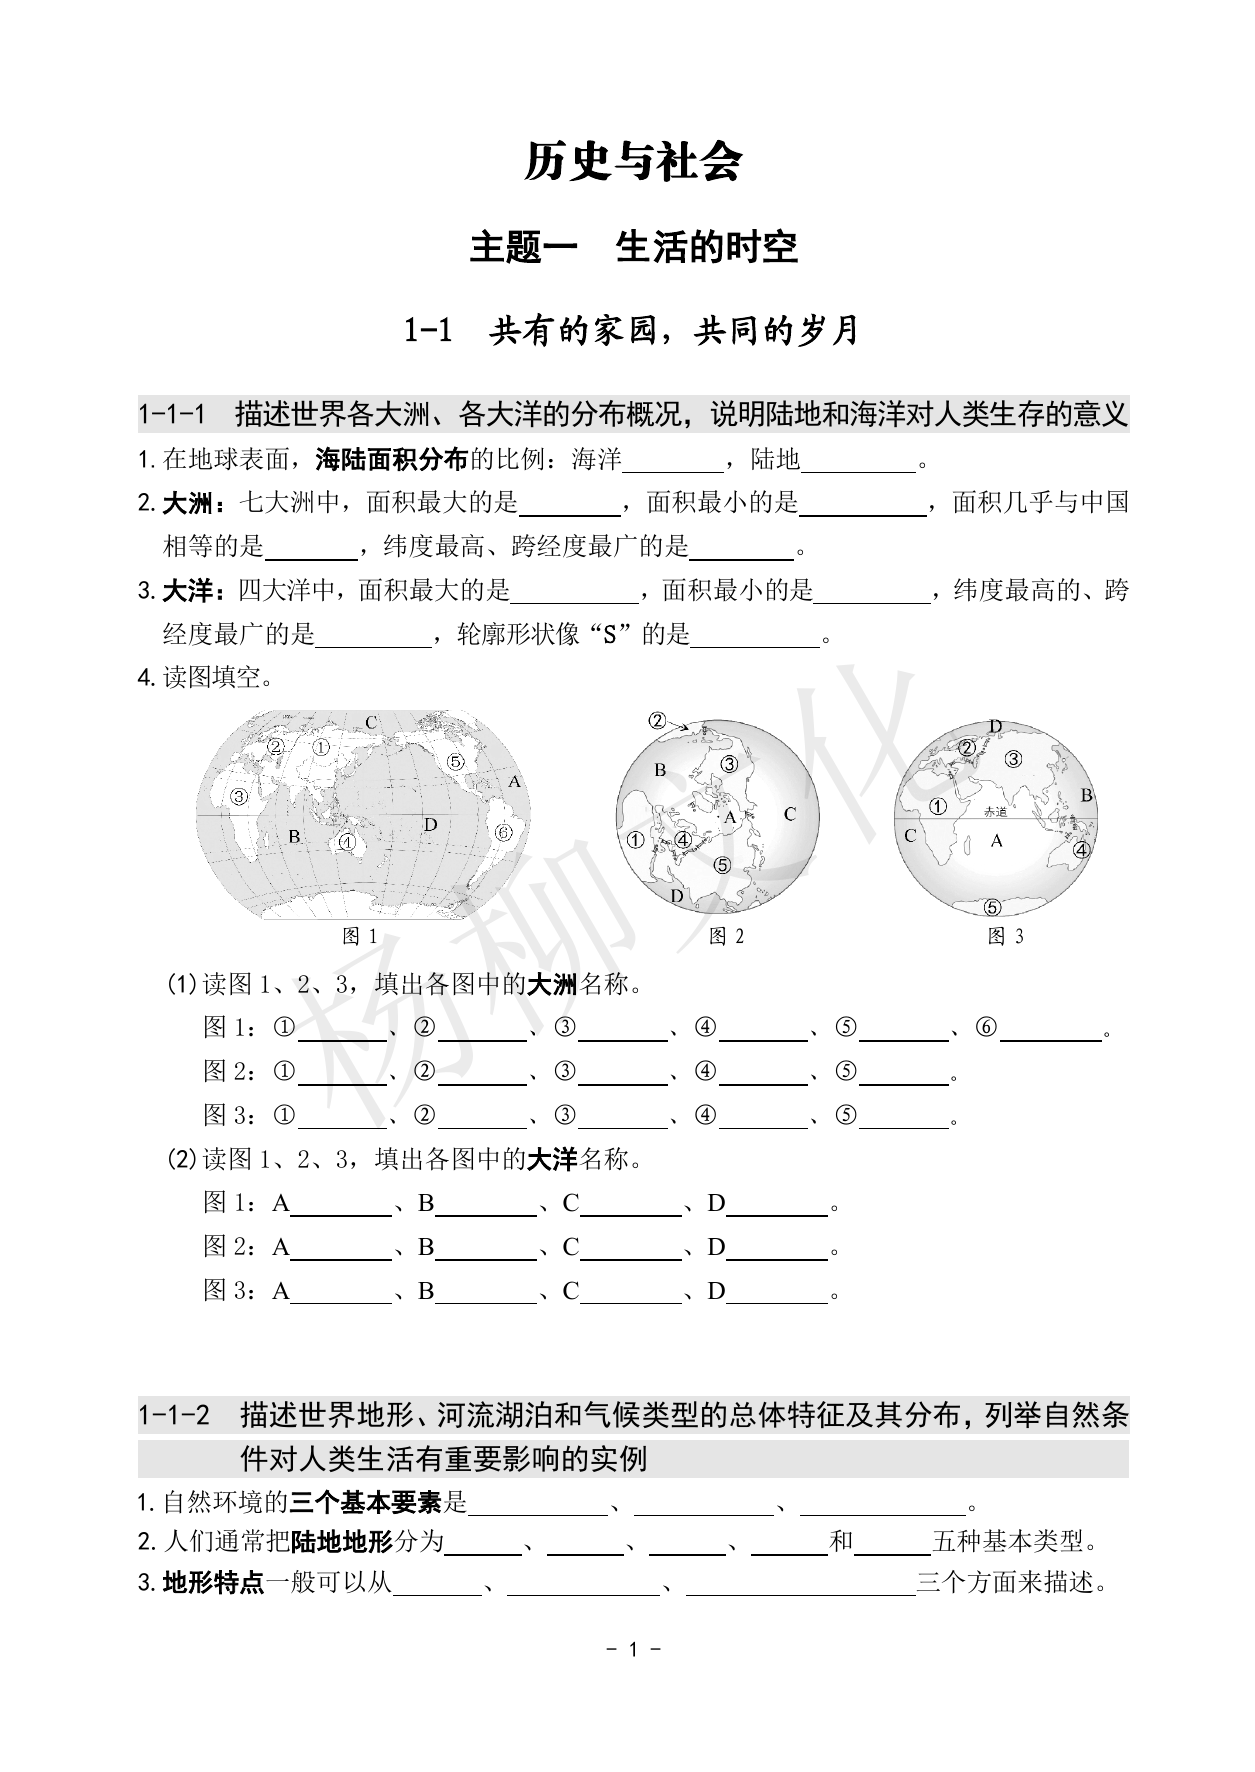 历史与社会
主题一 生活的时空
1-1 共有的家园，共同的岁月
1-1-1 描述世界各大洲、各大洋的分布概况，说明陆地和海洋对人类生存的意义
1.在地球表面，海陆面积分布的比例：海洋________，陆地________。
2.大洲：七大洲中，面积最大的是________，面积最小的是________，面积几乎与中国
相等的是________，纬度最高、跨经度最广的是________。
3.大洋：四大洋中，面积最大的是________，面积最小的是________，纬度最高的、跨
经度最广的是________，轮廓形状像“S”的是________。
4.读图填空。
C
② ①
⑤
A
③
B ④ D ⑥
图 1
②
B ③
A C
① ④
⑤
D
图 2
D
② ③
① 赤道 B
C A ④
⑤
图 3
(1)读图 1、2、3，填出各图中的大洲名称。
图 1：①________、②________、③________、④________、⑤________、⑥________。
图 2：①________、②________、③________、④________、⑤________。
图 3：①________、②________、③________、④________、⑤________。
(2)读图 1、2、3，填出各图中的大洋名称。
图 1：A________、B________、C________、D________。
图 2：A________、B________、C________、D________。
图 3：A________、B________、C________、D________。
1-1-2 描述世界地形、河流湖泊和气候类型的总体特征及其分布，列举自然条
件对人类生活有重要影响的实例
1.自然环境的三个基本要素是________、________、________。
2.人们通常把陆地地形分为________、________、________、________和________五种基本类型。
3.地形特点一般可以从________、________、________三个方面来描述。
- 1 -
杨柳文化